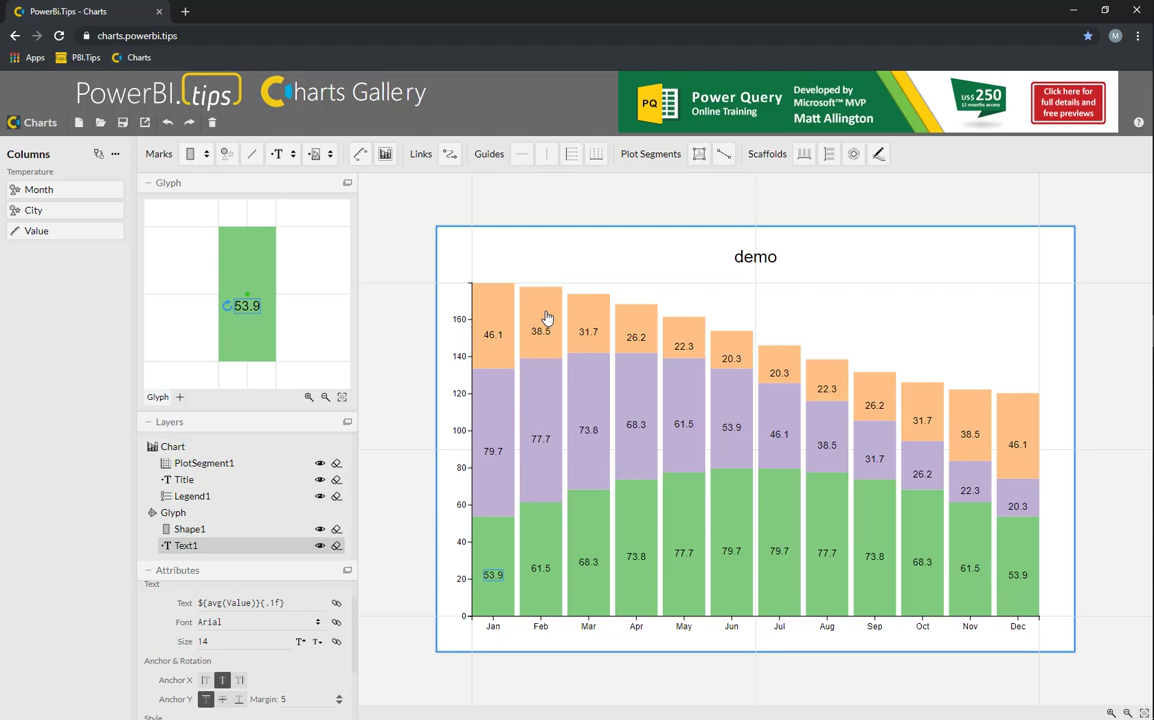 PowerBi.Tips - Charts
charts.powerbi.tips
M
Apps
PBI.Tips
Charts
PowerBI.tips
Charts Gallery
PQ
Power Query
Online Training
Developed by
Microsoft® MVP
Matt Allington
US$ 250
12 months access
Click here for
full details and
free previews
Charts
Columns
Marks
Links
Guides
Plot Segments
Scaffolds
Temperature
Month
City
Value
Glyph
53.9
Glyph
Layers
Chart
PlotSegment1
Title
Legend1
Glyph
Shape1
Text1
Attributes
Text
Text ${avg(Value)}{.1f}
Font Arial
Size 14
Anchor & Rotation
Anchor X
Anchor Y
Margin: 5
Style
demo
160
140
120
100
80
60
40
20
0
46.1 38.5 31.7 26.2 22.3 20.3 20.3 22.3 26.2 31.7 38.5 46.1
79.7 77.7 73.8 68.3 61.5 53.9 46.1 38.5 31.7 26.2 22.3 20.3
53.9 61.5 68.3 73.8 77.7 79.7 79.7 77.7 73.8 68.3 61.5 53.9
Jan Feb Mar Apr May Jun Jul Aug Sep Oct Nov Dec